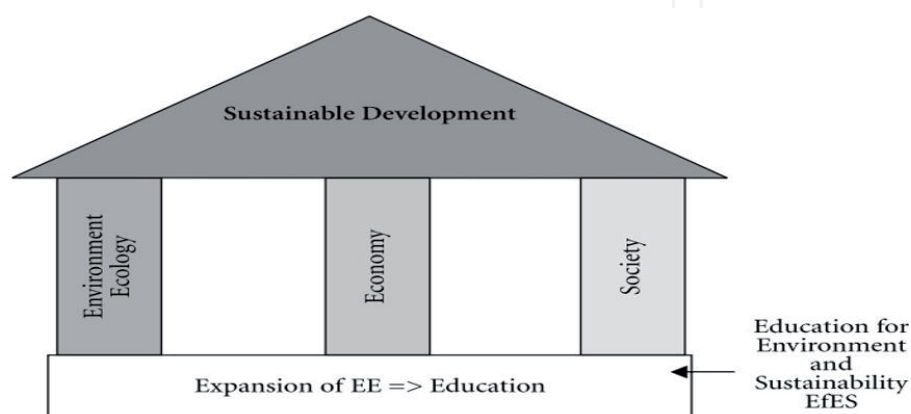 Sustainable Development
Environment
Ecology
Economy
Society
Expansion of EE => Education
Education for
Environment
and
Sustainability
EfES